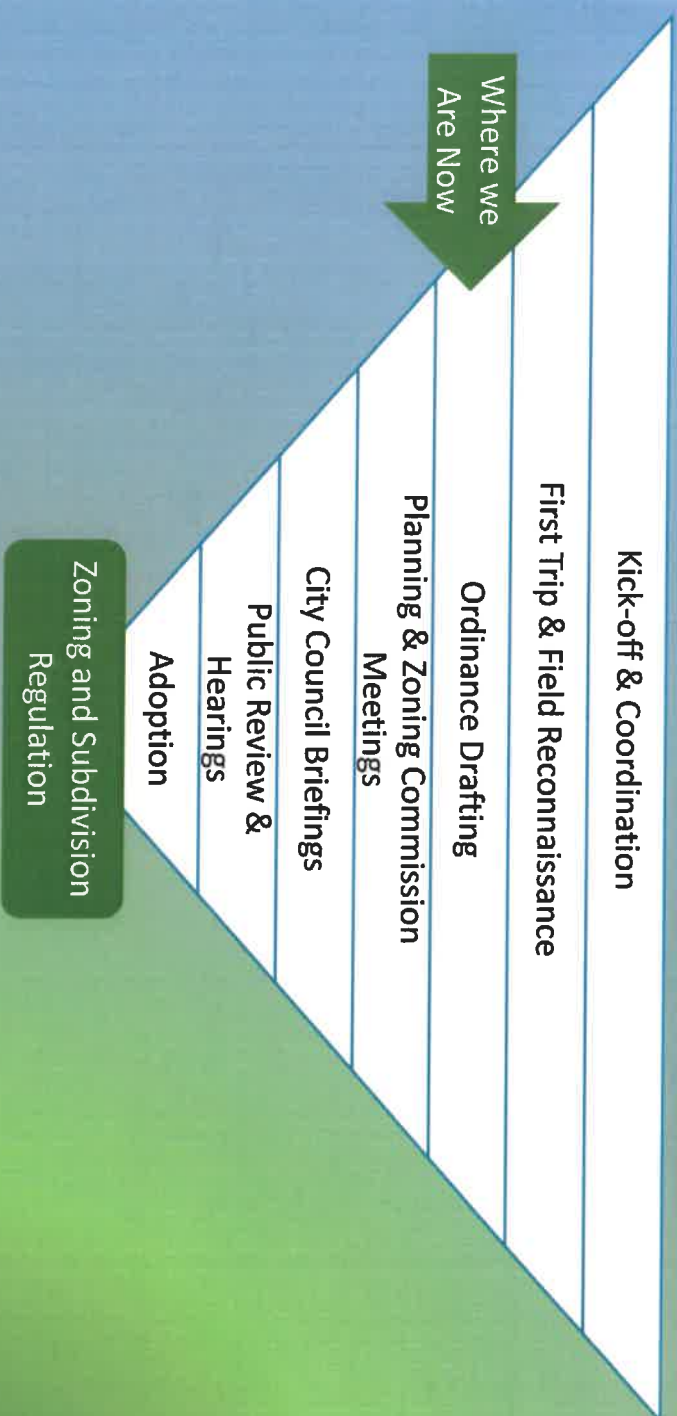 Where we
Are Now
Kick-off & Coordination
First Trip & Field Reconnaissance
Ordinance Drafting
Planning & Zoning Commission
Meetings
City Council Briefings
Public Review &
Hearings
Adoption
Zoning and Subdivision
Regulation